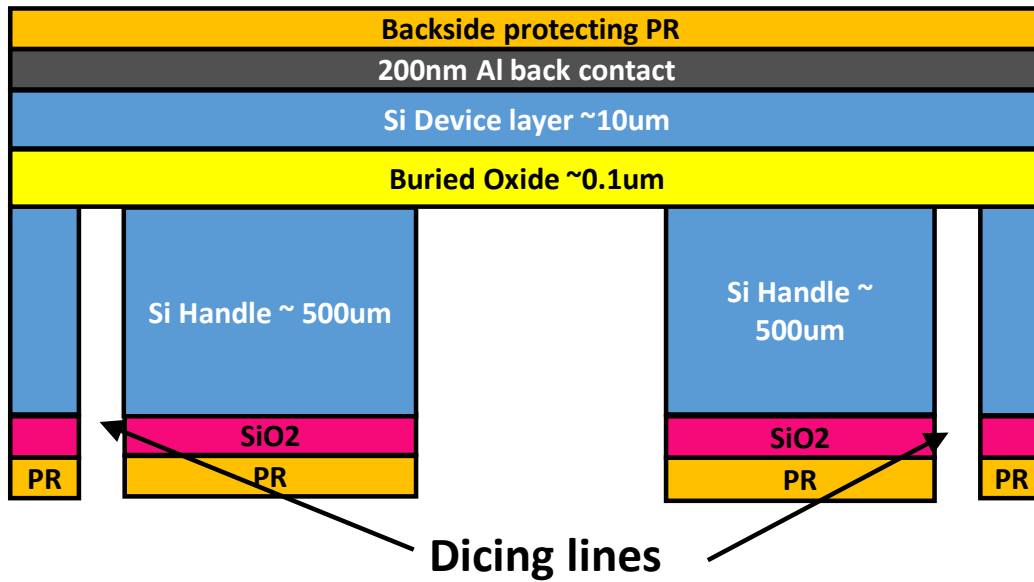 Backside protecting PR
200nm Al back contact
Si Device layer ~10um
Buried Oxide ~0.1um
Si Handle ~ 500um
Si Handle ~
500um
SiO2
SiO2
PR
PR
PR
PR
Dicing lines